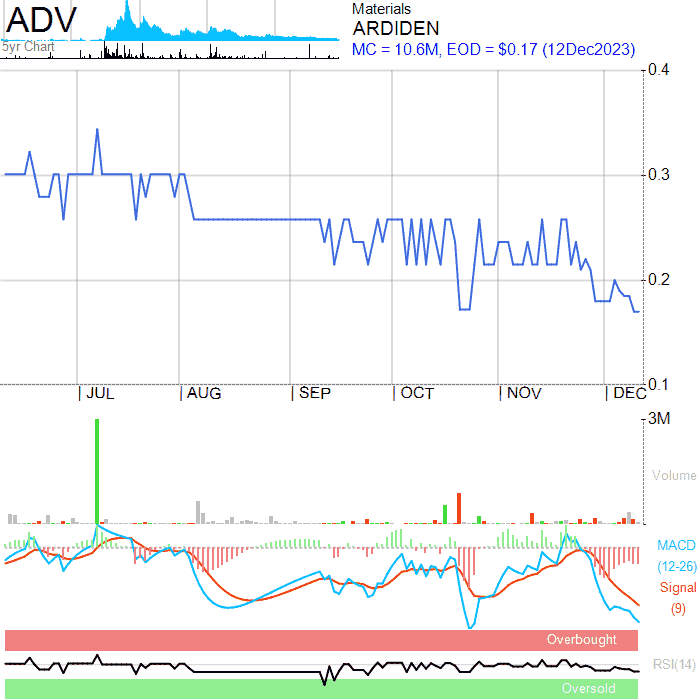 ADV
5yr Chart
Materials
ARDIDEN
MC = 10.6M, EOD = $0.17 (12Dec2023)
0.4
0.3
0.2
0.1
| JUL | AUG | SEP | OCT | NOV | DEC
3M
Volume
MACD
(12-26)
Signal
(9)
Overbought
RSI(14)
Oversold